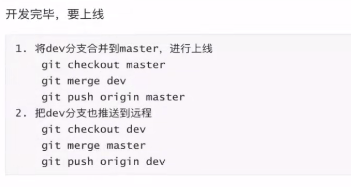 开发完毕，要上线
1. 将dev分支合并到master，进行上线
git checkout master
git merge dev
git push origin master
2. 把dev分支也推送到远程
git checkout dev
git merge master
git push origin dev